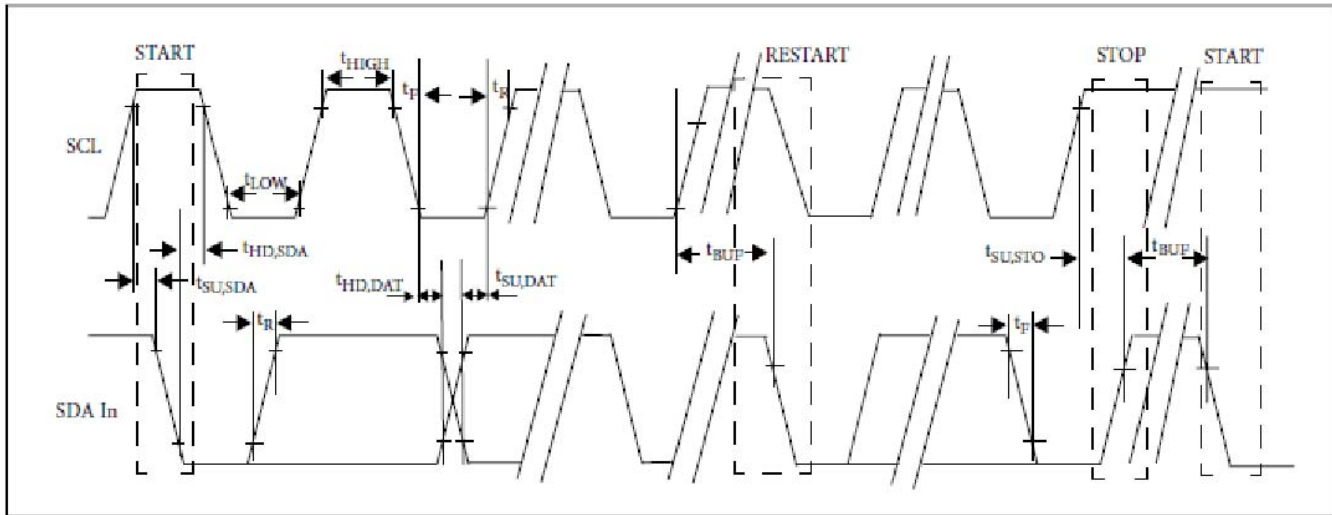 START
RESTART
STOP
START
tHIGH
tF
tR
SCL
tLOW
tHD,SDA
tBUF
tSU,STO
tBUF
tSU,SDA
tHD,DAT
tSU,DAT
tR
tF
SDA In